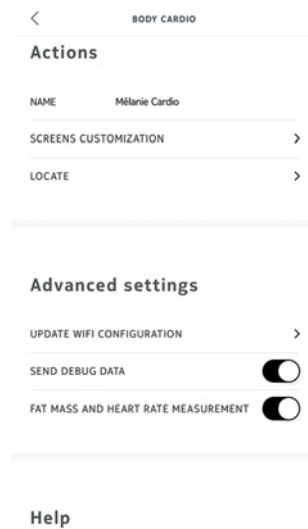 BODY CARDIO
Actions
NAME Mélanie Cardio
SCREENS CUSTOMIZATION
LOCATE
Advanced settings
UPDATE WIFI CONFIGURATION
SEND DEBUG DATA
FAT MASS AND HEART RATE MEASUREMENT
Help